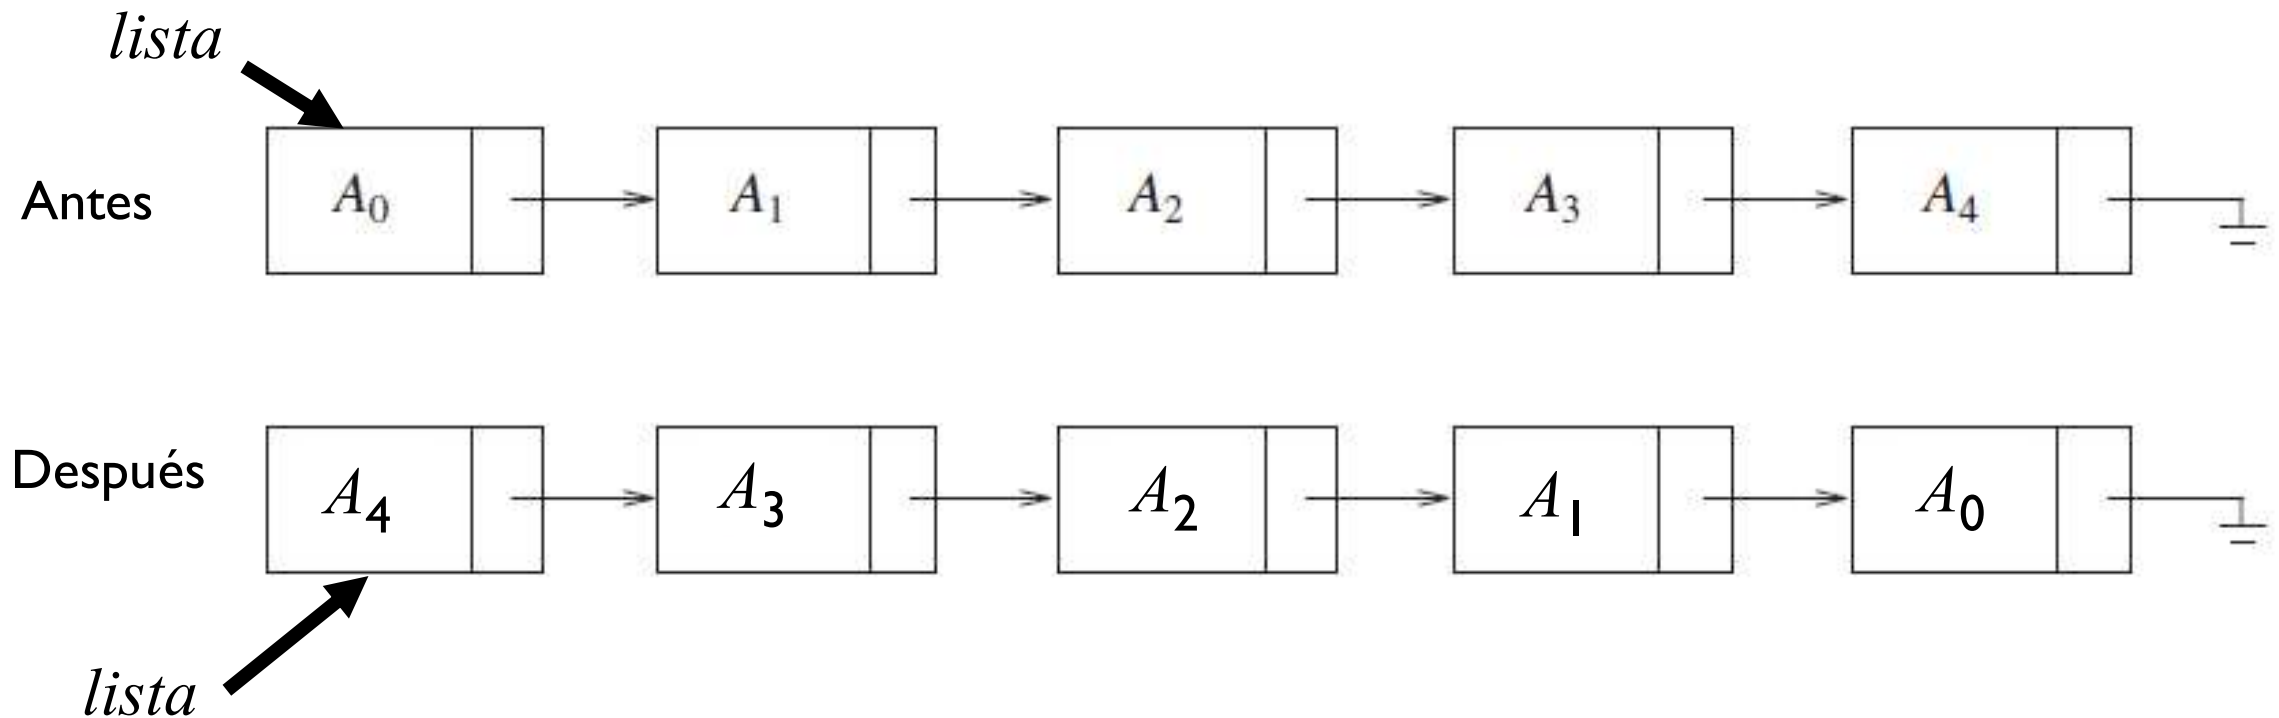 lista
Antes
A₀ A₁ A₂ A₃ A₄
Después
A₄ A₃ A₂ A₁ A₀
lista